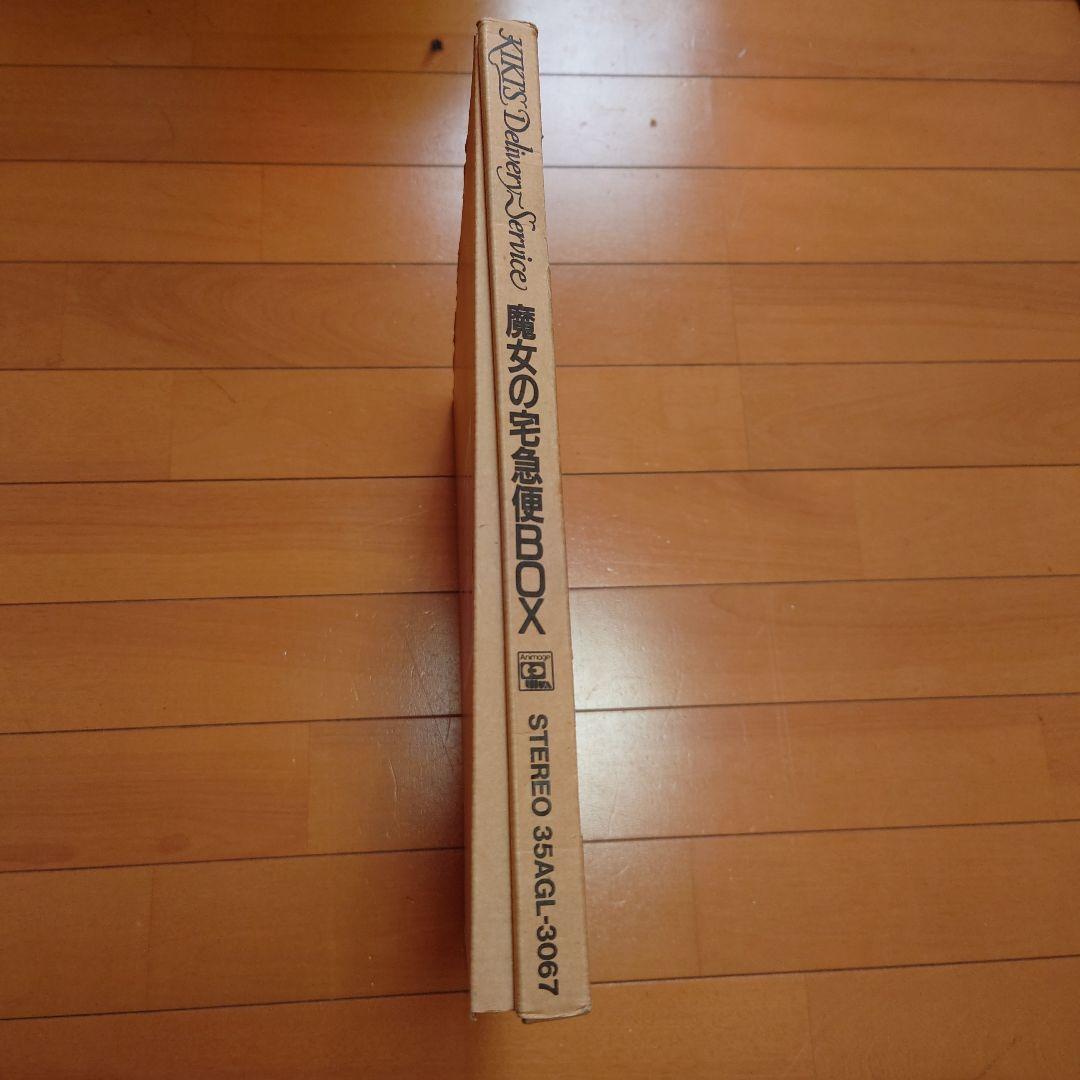 KIKI'S Delivery Service
魔女の宅急便BOX
Animage
STEREO 35AGL-3067